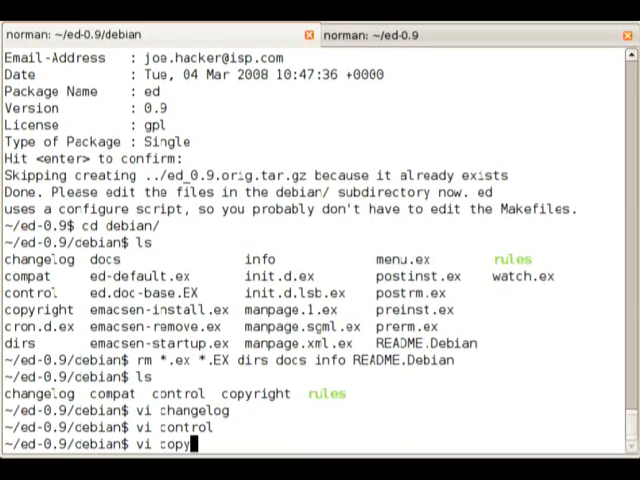 norman: ~/ed-0.9/debian
norman: ~/ed-0.9
Email-Address : joe.hacker@isp.com
Date : Tue, 04 Mar 2008 10:47:36 +0000
Package Name : ed
Version : 0.9
License : gpl
Type of Package : Single
Hit <enter> to confirm:
Skipping creating ../ed_0.9.orig.tar.gz because it already exists
Done. Please edit the files in the debian/ subdirectory now. ed
uses a configure script, so you probably don't have to edit the Makefiles.
~/ed-0.9$ cd debian/
~/ed-0.9/debian$ ls
changelog docs info menu.ex rules
compat ed-default.ex init.d.ex postinst.ex watch.ex
control ed.doc-base.EX init.d.lsb.ex postrm.ex
copyright emacsen-install.ex manpage.1.ex preinst.ex
cron.d.ex emacsen-remove.ex manpage.sgml.ex prerm.ex
dirs emacsen-startup.ex manpage.xml.ex README.Debian
~/ed-0.9/debian$ rm *.ex *.EX dirs docs info README.Debian
~/ed-0.9/debian$ ls
changelog compat control copyright rules
~/ed-0.9/debian$ vi changelog
~/ed-0.9/debian$ vi control
~/ed-0.9/debian$ vi copy